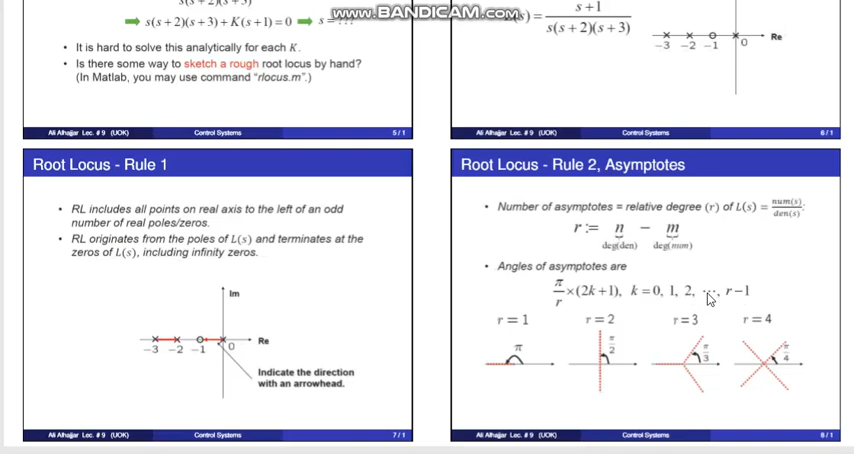 www.BANDICAM.com
s(s+2)(s+3)+K(s+1)=0
• It is hard to solve this analytically for each K.
• Is there some way to sketch a rough root locus by hand?
(In Matlab, you may use command “rlocus.m”.)
Ali Alhajjar Lec. # 9 (UOK) Control Systems 5 / 1
(s) = s+1 / s(s+2)(s+3)
Re
−3 −2 −1 0
Ali Alhajjar Lec. # 9 (UOK) Control Systems 6 / 1
Root Locus - Rule 1
• RL includes all points on real axis to the left of an odd
number of real poles/zeros.
• RL originates from the poles of L(s) and terminates at the
zeros of L(s), including infinity zeros.
Im
Re
−3 −2 −1 0
Indicate the direction
with an arrowhead.
Ali Alhajjar Lec. # 9 (UOK) Control Systems 7 / 1
Root Locus - Rule 2, Asymptotes
• Number of asymptotes = relative degree (r) of L(s) = num(s)/den(s):
r := n − m
deg(den) deg(num)
• Angles of asymptotes are
π/r ×(2k+1), k=0, 1, 2, ⋯, r−1
r = 1 r = 2 r = 3 r = 4
π π/2 π/3 π/4
Ali Alhajjar Lec. # 9 (UOK) Control Systems 8 / 1